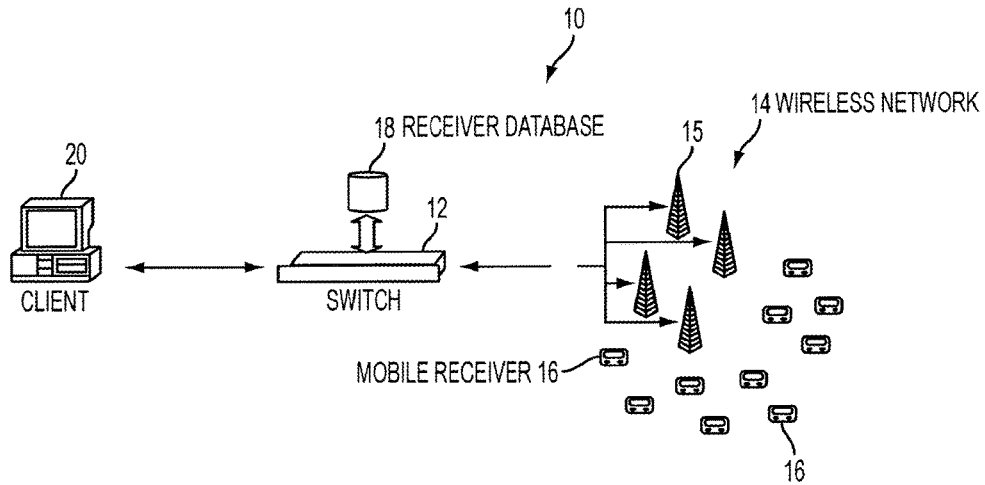 10
14 WIRELESS NETWORK
15
18 RECEIVER DATABASE
20
12
CLIENT
SWITCH
MOBILE RECEIVER 16
16